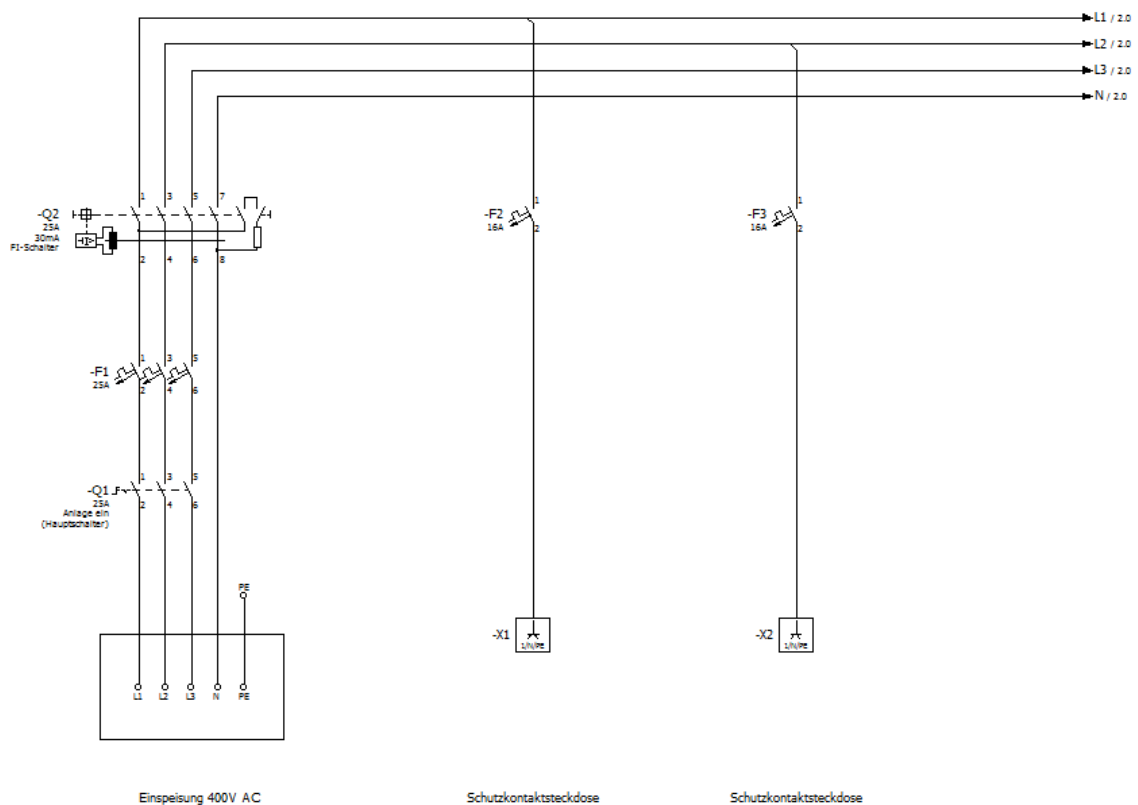 L1 / 2.0
L2 / 2.0
L3 / 2.0
N / 2.0
1 3 5 7
-Q2
25A
30mA
FI-Schalter
2 4 6 8
-F2
16A
1
2
-F3
16A
1
2
1 3 5
-F1
25A
2 4 6
1 3 5
-Q1
25A
Anlage ein
(Hauptschalter)
2 4 6
PE
L1 L2 L3 N PE
-X1
1/N/PE
-X2
1/N/PE
Einspeisung 400V AC
Schutzkontaktsteckdose
Schutzkontaktsteckdose